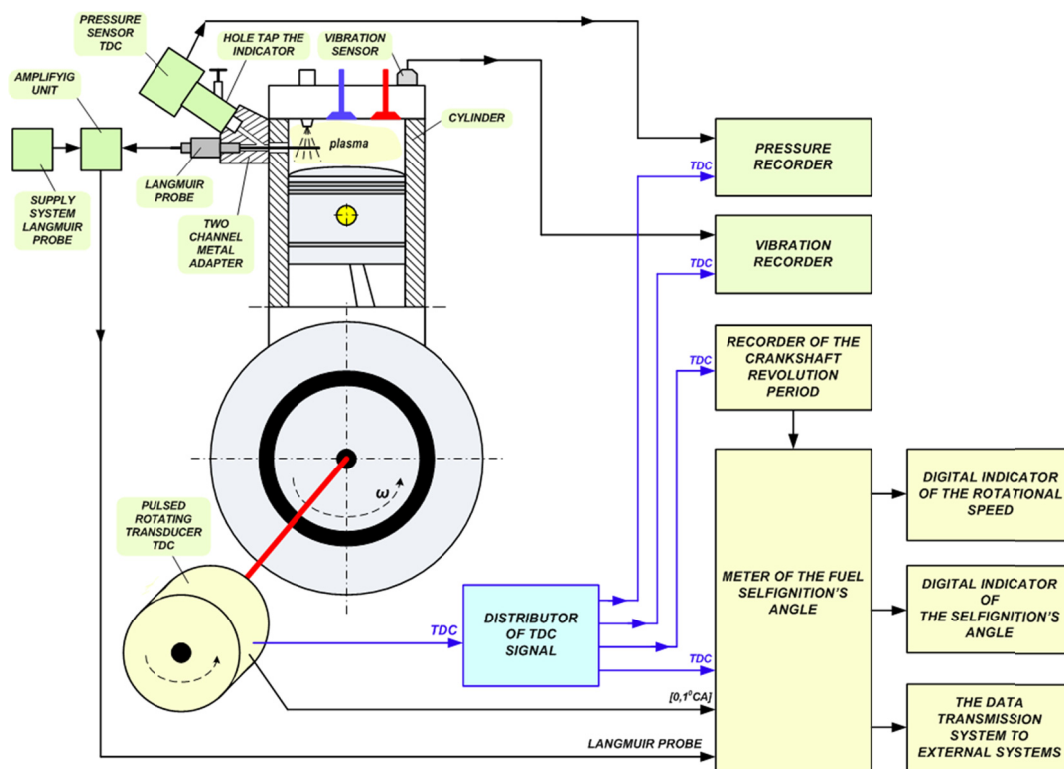 PRESSURE
SENSOR
TDC
HOLE TAP THE
INDICATOR
VIBRATION
SENSOR
AMPLIFYIG
UNIT
CYLINDER
plasma
LANGMUIR
PROBE
SUPPLY
SYSTEM
LANGMUIR
PROBE
TWO
CHANNEL
METAL
ADAPTER
TDC
PRESSURE
RECORDER
TDC
VIBRATION
RECORDER
TDC
RECORDER OF THE
CRANKSHAFT
REVOLUTION
PERIOD
ω
PULSED
ROTATING
TRANSDUCER
TDC
TDC
DISTRIBUTOR
OF TDC
SIGNAL
TDC
[0,1⁰CA]
LANGMUIR PROBE
METER OF THE FUEL
SELFIGNITION'S
ANGLE
DIGITAL INDICATOR
OF THE ROTATIONAL
SPEED
DIGITAL INDICATOR
OF
THE SELFIGNITION'S
ANGLE
THE DATA
TRANSMISSION
SYSTEM TO
EXTERNAL SYSTEMS